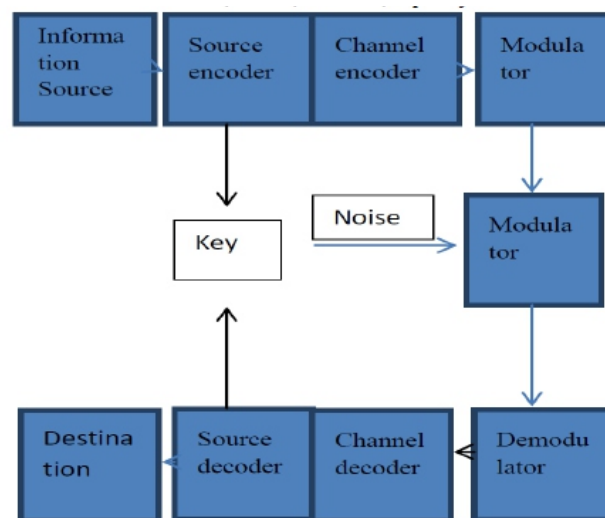 Informa
tion
Source
Source
encoder
Channel
encoder
Modula
tor
Key
Noise
Modula
tor
Destina
tion
Source
decoder
Channel
decoder
Demodu
lator